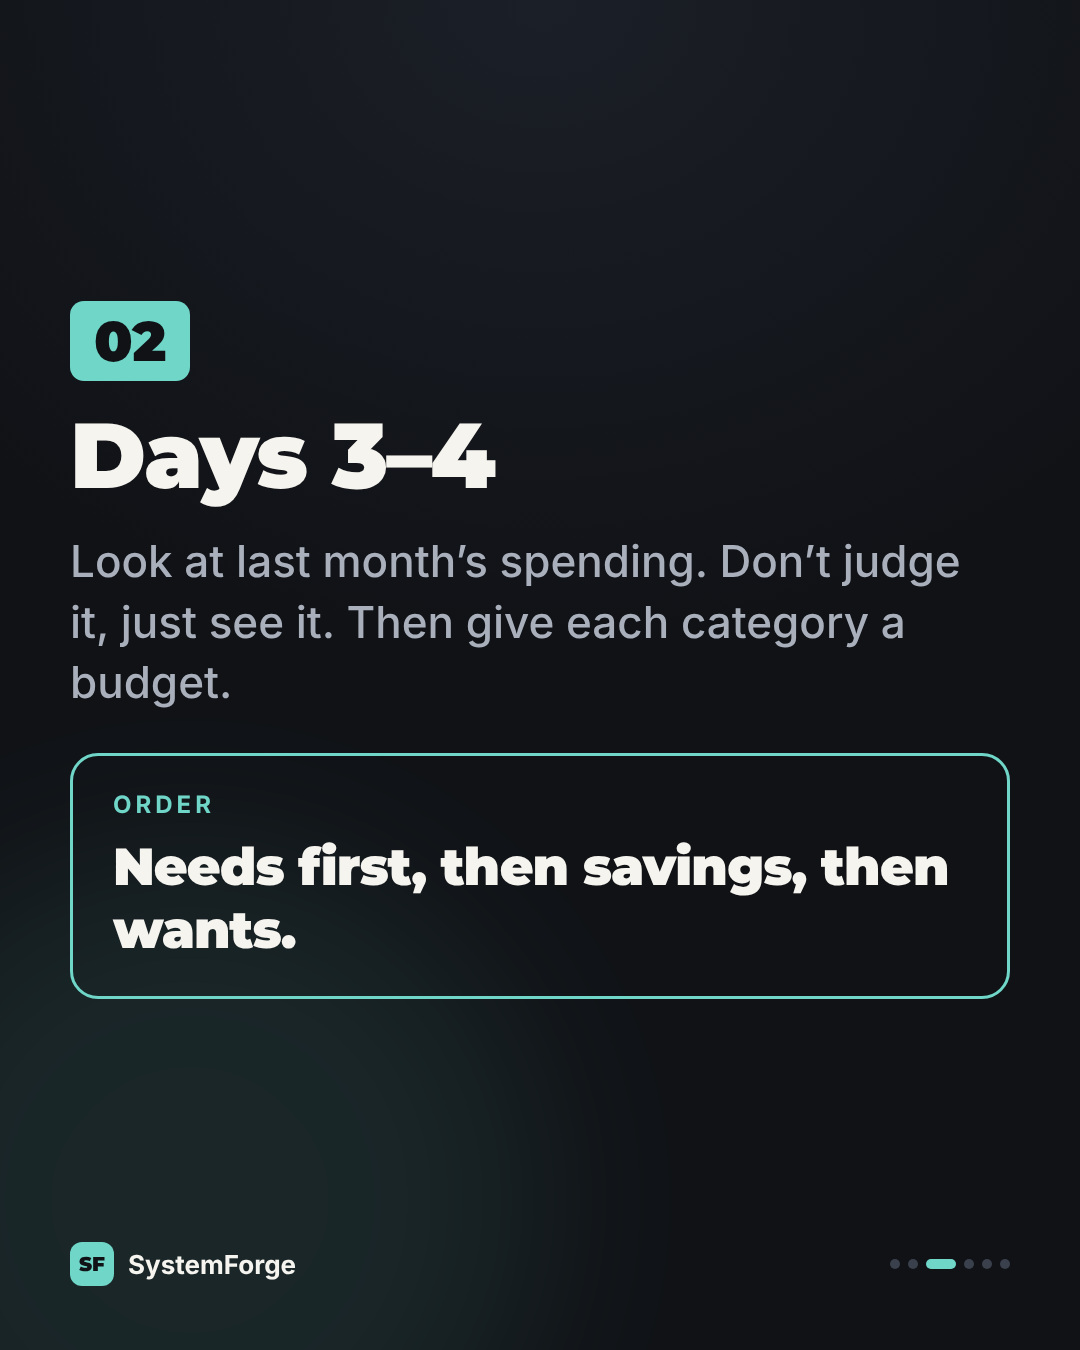 02
Days 3–4
Look at last month’s spending. Don’t judge
it, just see it. Then give each category a
budget.
ORDER
Needs first, then savings, then
wants.
SF SystemForge